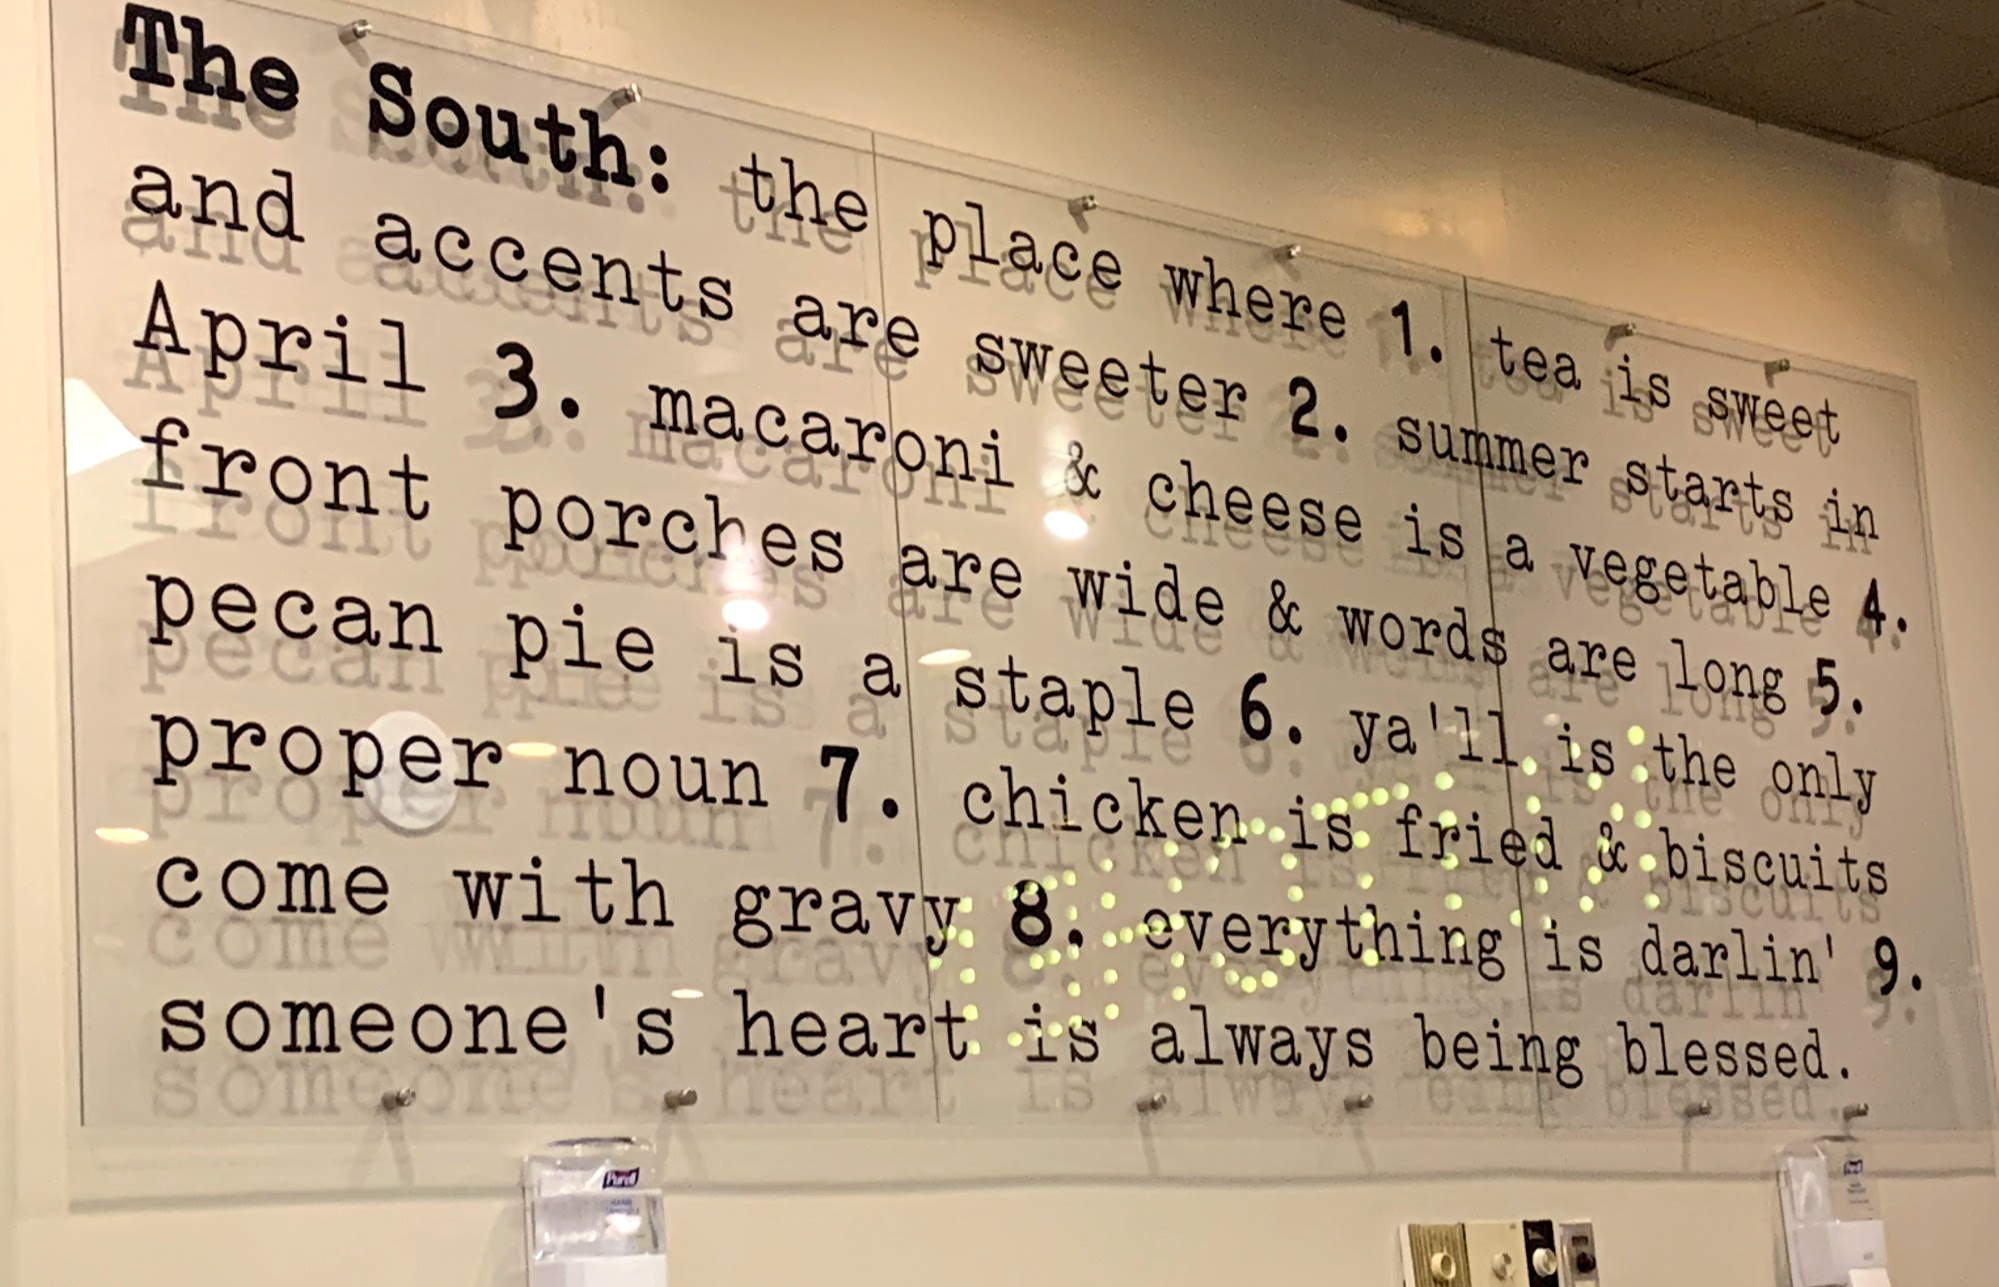 The South: the place where 1. tea is sweet
and accents are sweeter 2. summer starts in
April 3. macaroni & cheese is a vegetable 4.
front porches are wide & words are long 5.
pecan pie is a staple 6. ya'll is the only
proper noun 7. chicken is fried & biscuits
come with gravy 8. everything is darlin' 9.
someone's heart is always being blessed.
Purell